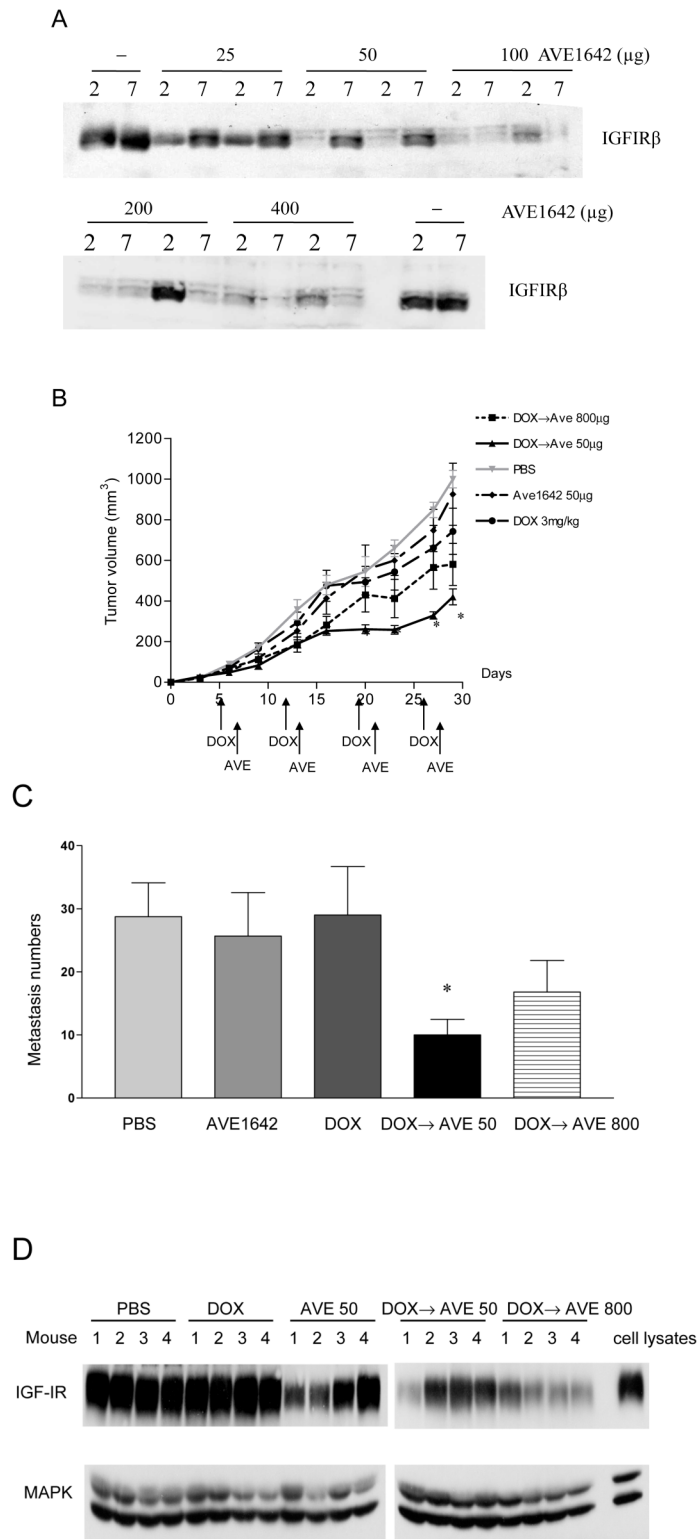 A
– 25 50 100 AVE1642 (µg)
2 7 2 7 2 7 2 7 2 7 2 7 2 7
IGFIRβ
200 400 – AVE1642 (µg)
2 7 2 7 2 7 2 7 2 7
IGFIRβ
B
DOX→Ave 800µg
DOX→Ave 50µg
PBS
Ave1642 50µg
DOX 3mg/kg
Tumor volume (mm3)
1200
1000
800
600
400
200
0
0 5 10 15 20 25 30
Days
* *
DOX DOX DOX DOX
AVE AVE AVE AVE
C
Metastasis numbers
40
30
20
10
0
*
PBS AVE1642 DOX DOX→ AVE 50 DOX→ AVE 800
D
PBS DOX AVE 50 DOX→ AVE 50 DOX→ AVE 800
Mouse 1 2 3 4 1 2 3 4 1 2 3 4 1 2 3 4 1 2 3 4 cell lysates
IGF-IR
MAPK